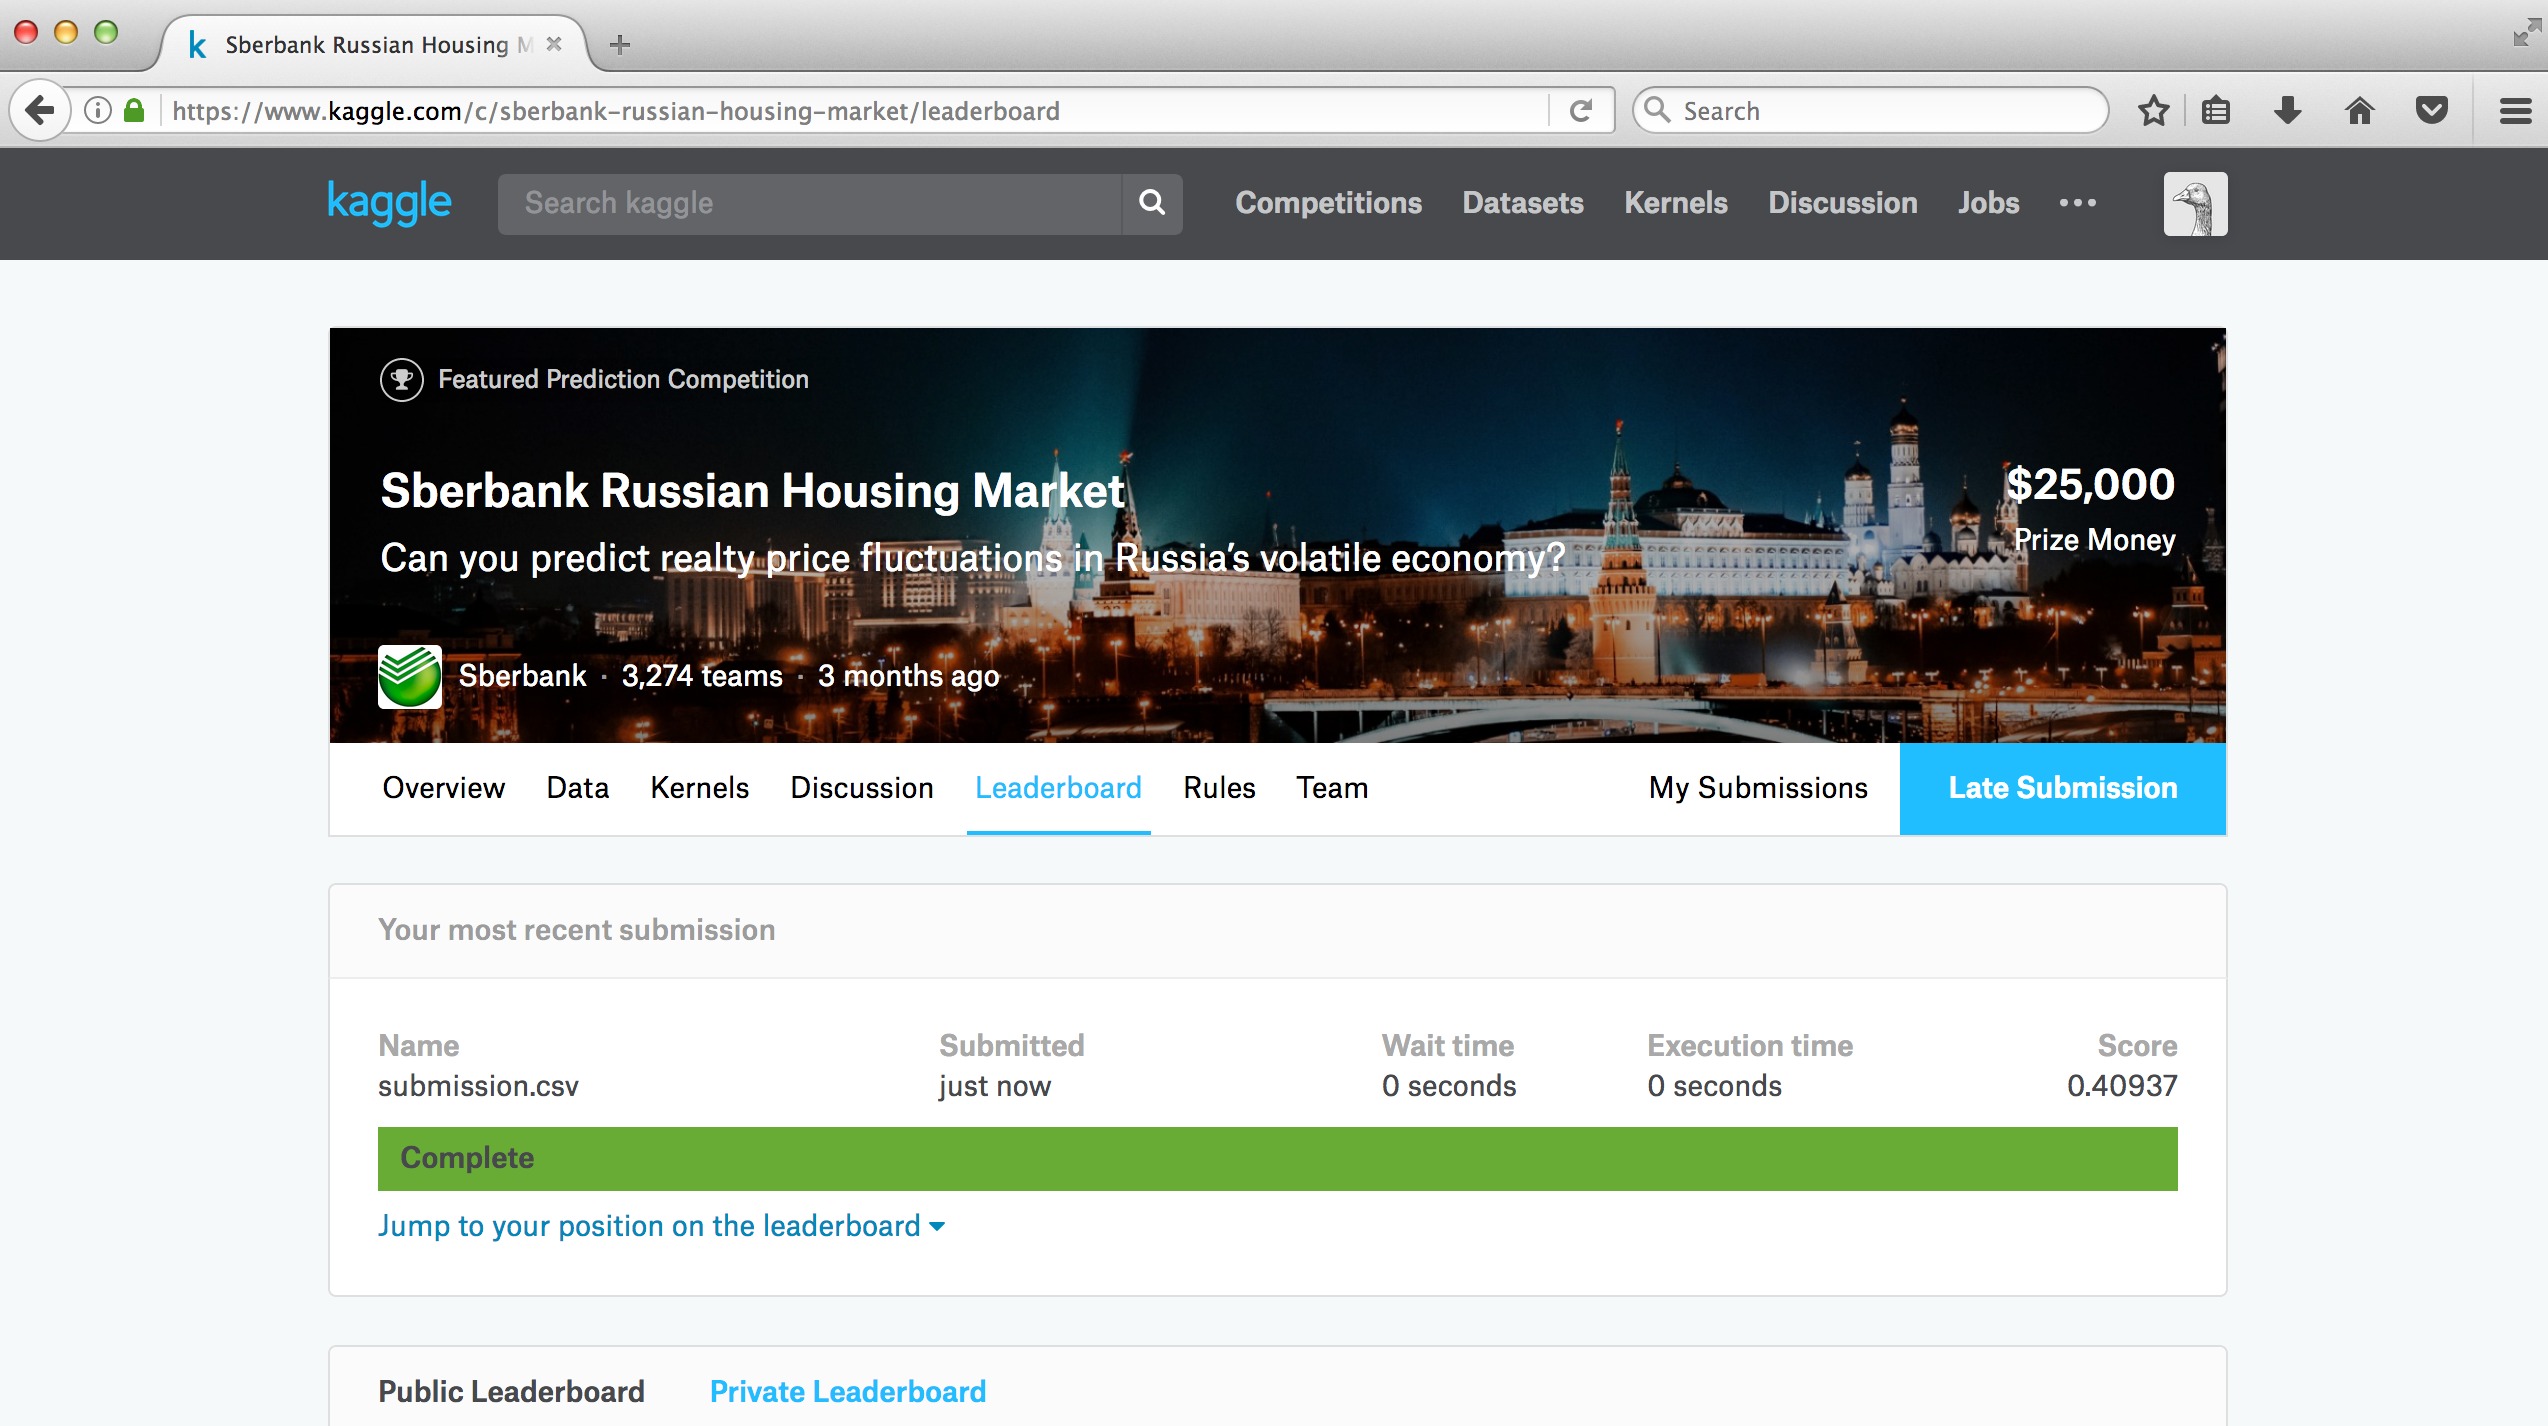 k Sberbank Russian Housing M
https://www.kaggle.com/c/sberbank-russian-housing-market/leaderboard
Search
kaggle
Search kaggle
Competitions Datasets Kernels Discussion Jobs
Featured Prediction Competition
Sberbank Russian Housing Market
$25,000
Can you predict realty price fluctuations in Russia’s volatile economy?
Prize Money
Sberbank · 3,274 teams · 3 months ago
Overview Data Kernels Discussion Leaderboard Rules Team My Submissions Late Submission
Your most recent submission
Name Submitted Wait time Execution time Score
submission.csv just now 0 seconds 0 seconds 0.40937
Complete
Jump to your position on the leaderboard
Public Leaderboard Private Leaderboard